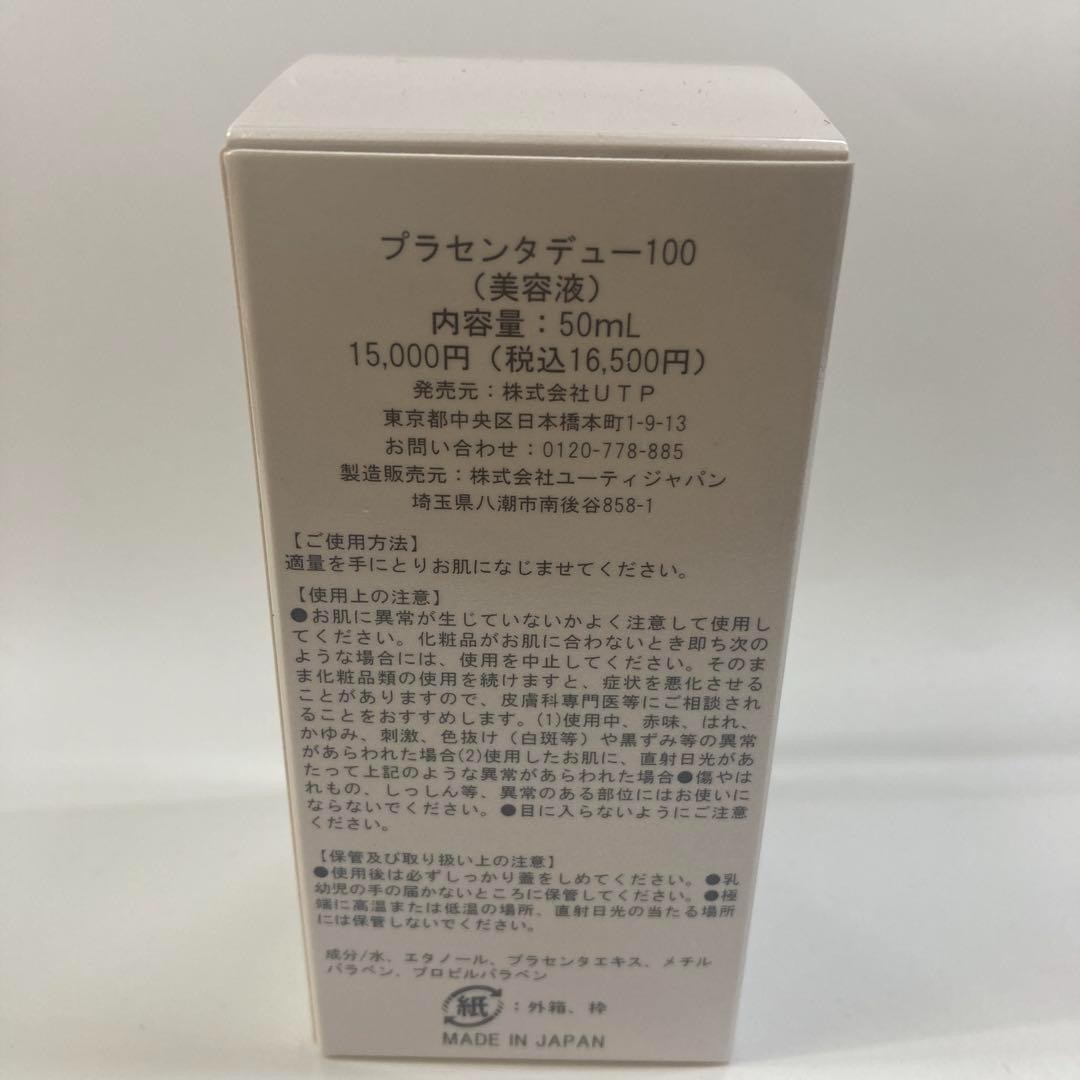 プラセンタデュー100
（美容液）
内容量：50mL
15,000円（税込16,500円）
発売元：株式会社ＵＴＰ
東京都中央区日本橋本町1-9-13
お問い合わせ：0120-778-885
製造販売元：株式会社ユーティジャパン
埼玉県八潮市南後谷858-1
【ご使用方法】
適量を手にとりお肌になじませてください。
【使用上の注意】
●お肌に異常が生じていないかよく注意して使用し
てください。化粧品がお肌に合わないとき即ち次の
ような場合には、使用を中止してください。そのま
ま化粧品類の使用を続けますと、症状を悪化させる
ことがありますので、皮膚科専門医等にご相談され
ることをおすすめします。(1)使用中、赤味、はれ、
かゆみ、刺激、色抜け（白斑等）や黒ずみ等の異常
があらわれた場合(2)使用したお肌に、直射日光があ
たって上記のような異常があらわれた場合●傷やは
れもの、しっしん等、異常のある部位にはお使いに
ならないでください。●目に入らないようにご注意
ください。
【保管及び取り扱い上の注意】
●使用後は必ずしっかり蓋をしめてください。●乳
幼児の手の届かないところに保管してください。●極
端に高温または低温の場所、直射日光の当たる場所
には保管しないでください。
成分/水、エタノール、プラセンタエキス、メチル
パラベン、プロピルパラベン
紙：外箱、枠
MADE IN JAPAN